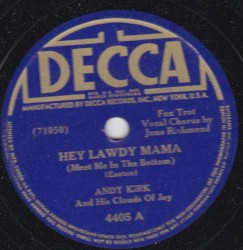 DECCA
MANUFACTURED BY DECCA RECORDS, INC., NEW YORK, U.S.A.
Fox Trot
(71050)
Vocal Chorus by
June Richmond
HEY LAWDY MAMA
(Meet Me In The Bottom)
(Easton)
ANDY KIRK
And His Clouds Of Joy
4405 A